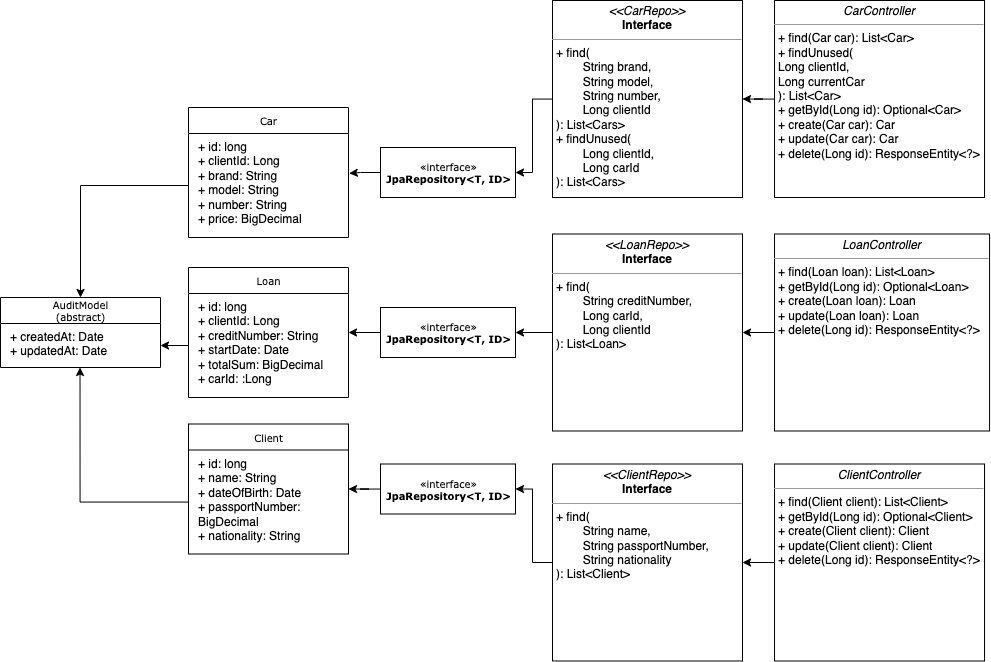 <<CarRepo>>
Interface
+ find(
String brand,
String model,
String number,
Long clientId
): List<Cars>
+ findUnused(
Long clientId,
Long carId
): List<Cars>
CarController
+ find(Car car): List<Car>
+ findUnused(
Long clientId,
Long currentCar
): List<Car>
+ getById(Long id): Optional<Car>
+ create(Car car): Car
+ update(Car car): Car
+ delete(Long id): ResponseEntity<?>
Car
+ id: long
+ clientId: Long
+ brand: String
+ model: String
+ number: String
+ price: BigDecimal
«interface»
JpaRepository<T, ID>
<<LoanRepo>>
Interface
+ find(
String creditNumber,
Long carId,
Long clientId
): List<Loan>
LoanController
+ find(Loan loan): List<Loan>
+ getById(Long id): Optional<Loan>
+ create(Loan loan): Loan
+ update(Loan loan): Loan
+ delete(Long id): ResponseEntity<?>
Loan
+ id: long
+ clientId: Long
+ creditNumber: String
+ startDate: Date
+ totalSum: BigDecimal
+ carId: :Long
«interface»
JpaRepository<T, ID>
AuditModel
(abstract)
+ createdAt: Date
+ updatedAt: Date
Client
+ id: long
+ name: String
+ dateOfBirth: Date
+ passportNumber:
BigDecimal
+ nationality: String
«interface»
JpaRepository<T, ID>
<<ClientRepo>>
Interface
+ find(
String name,
String passportNumber,
String nationality
): List<Client>
ClientController
+ find(Client client): List<Client>
+ getById(Long id): Optional<Client>
+ create(Client client): Client
+ update(Client client): Client
+ delete(Long id): ResponseEntity<?>